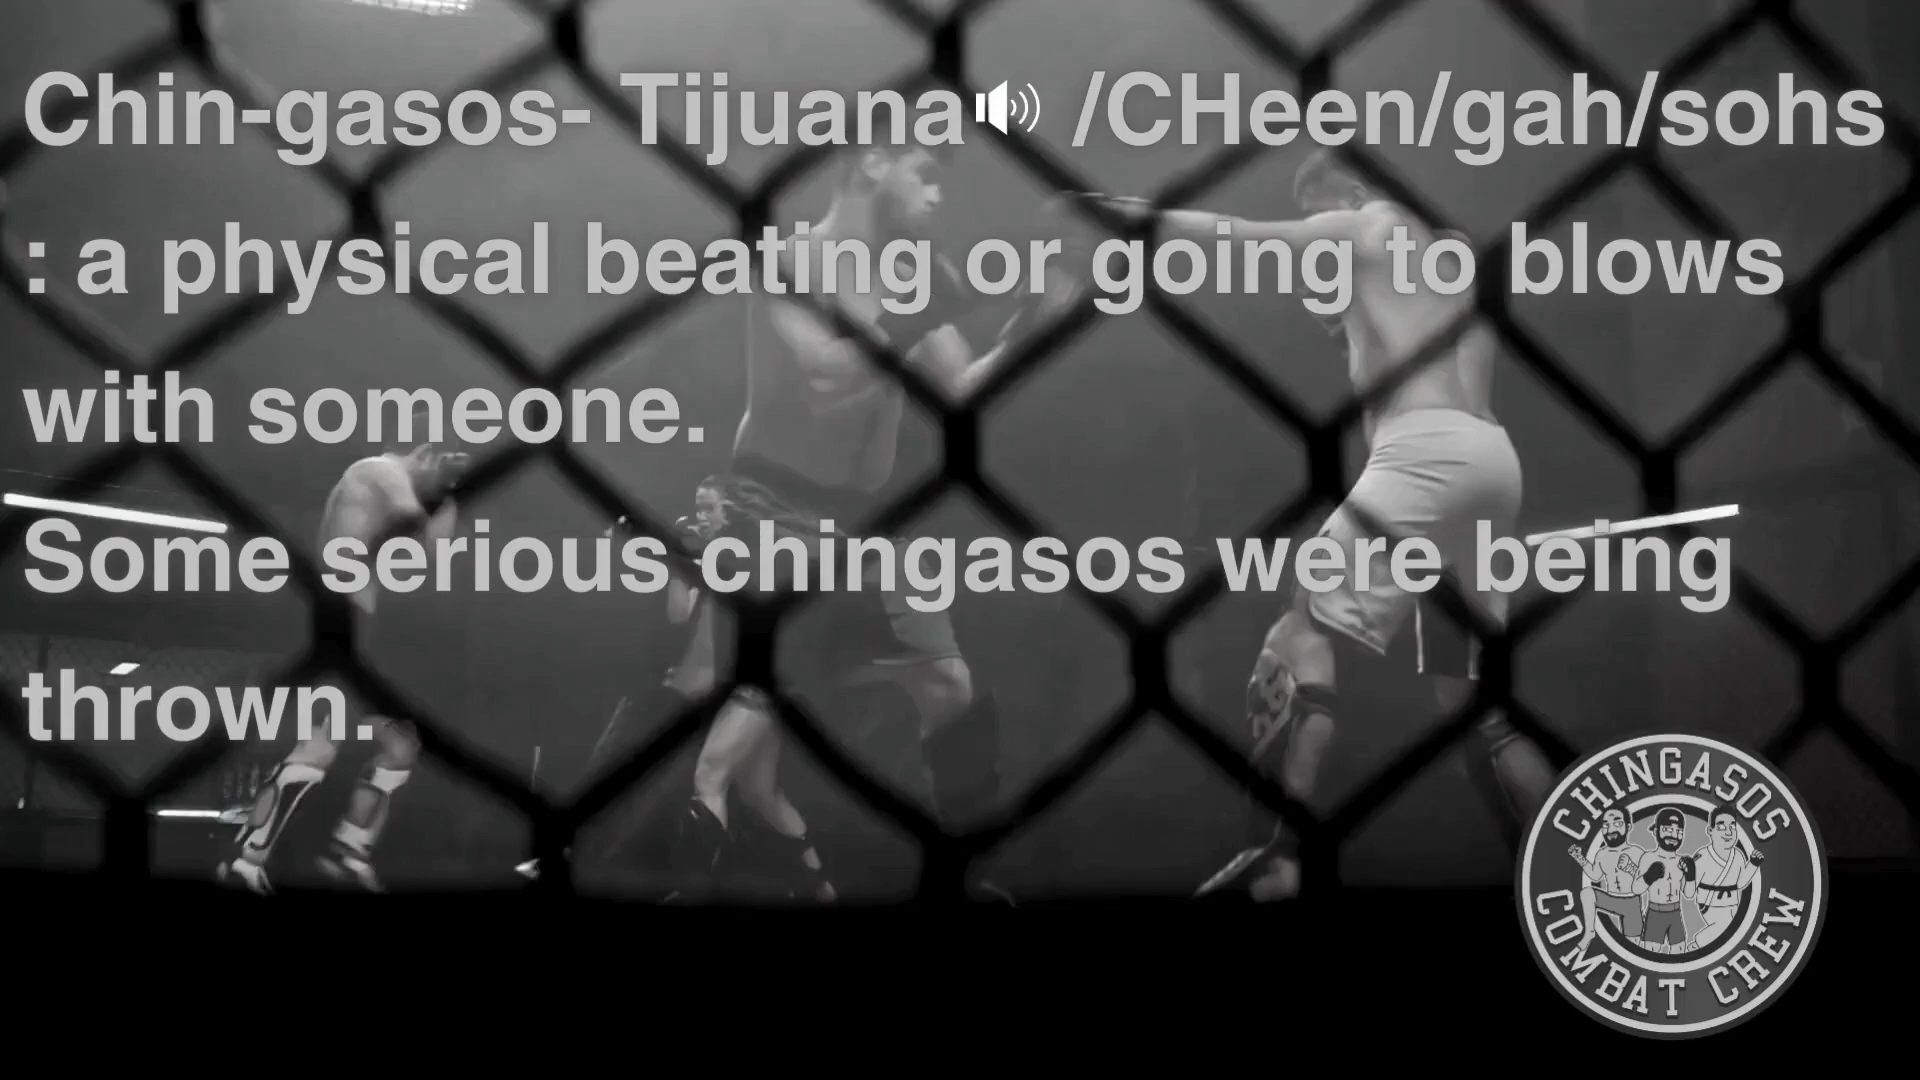 Chin-gasos- Tijuana /CHeen/gah/sohs
: a physical beating or going to blows
with someone.
Some serious chingasos were being
thrown.
CHINGASOS
COMBAT CREW